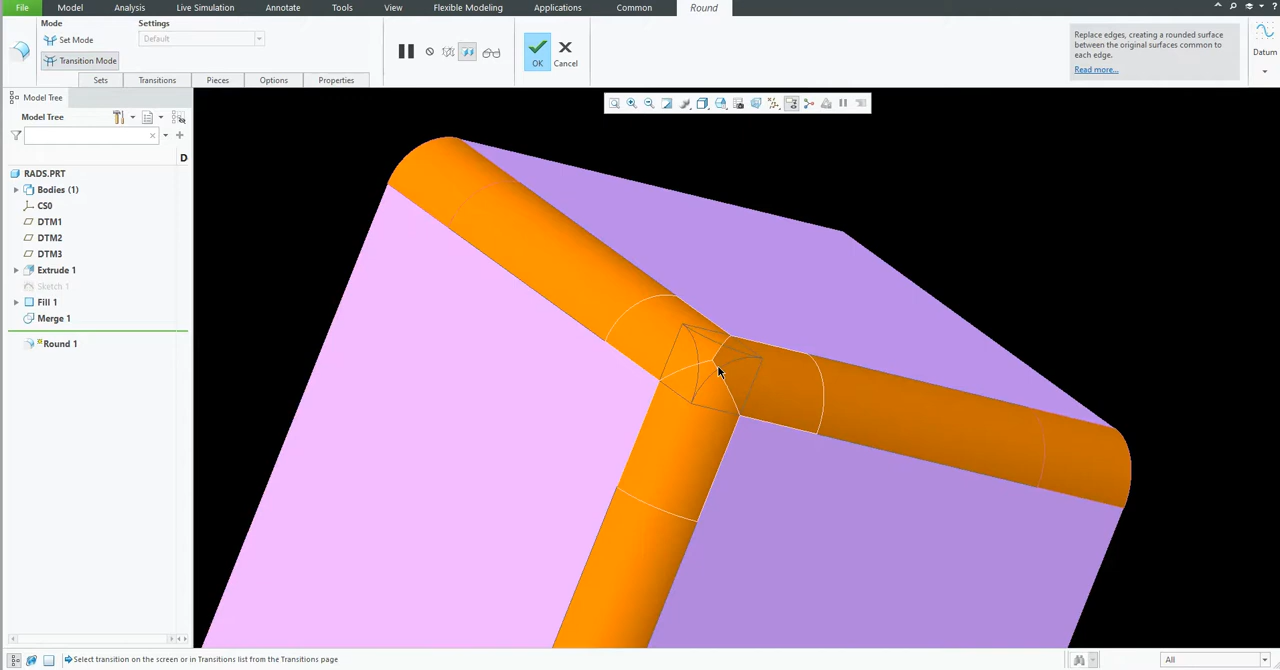 File Model Analysis Live Simulation Annotate Tools View Flexible Modeling Applications Common Round
Mode
Settings
Set Mode
Default
Transition Mode
OK
Cancel
Replace edges, creating a rounded surface
between the original surfaces common to
each edge.
Read more...
Datum
Sets Transitions Pieces Options Properties
Model Tree
Model Tree
D
RADS.PRT
Bodies (1)
CS0
DTM1
DTM2
DTM3
Extrude 1
Sketch 1
Fill 1
Merge 1
Round 1
Select transition on the screen or in Transitions list from the Transitions page
All